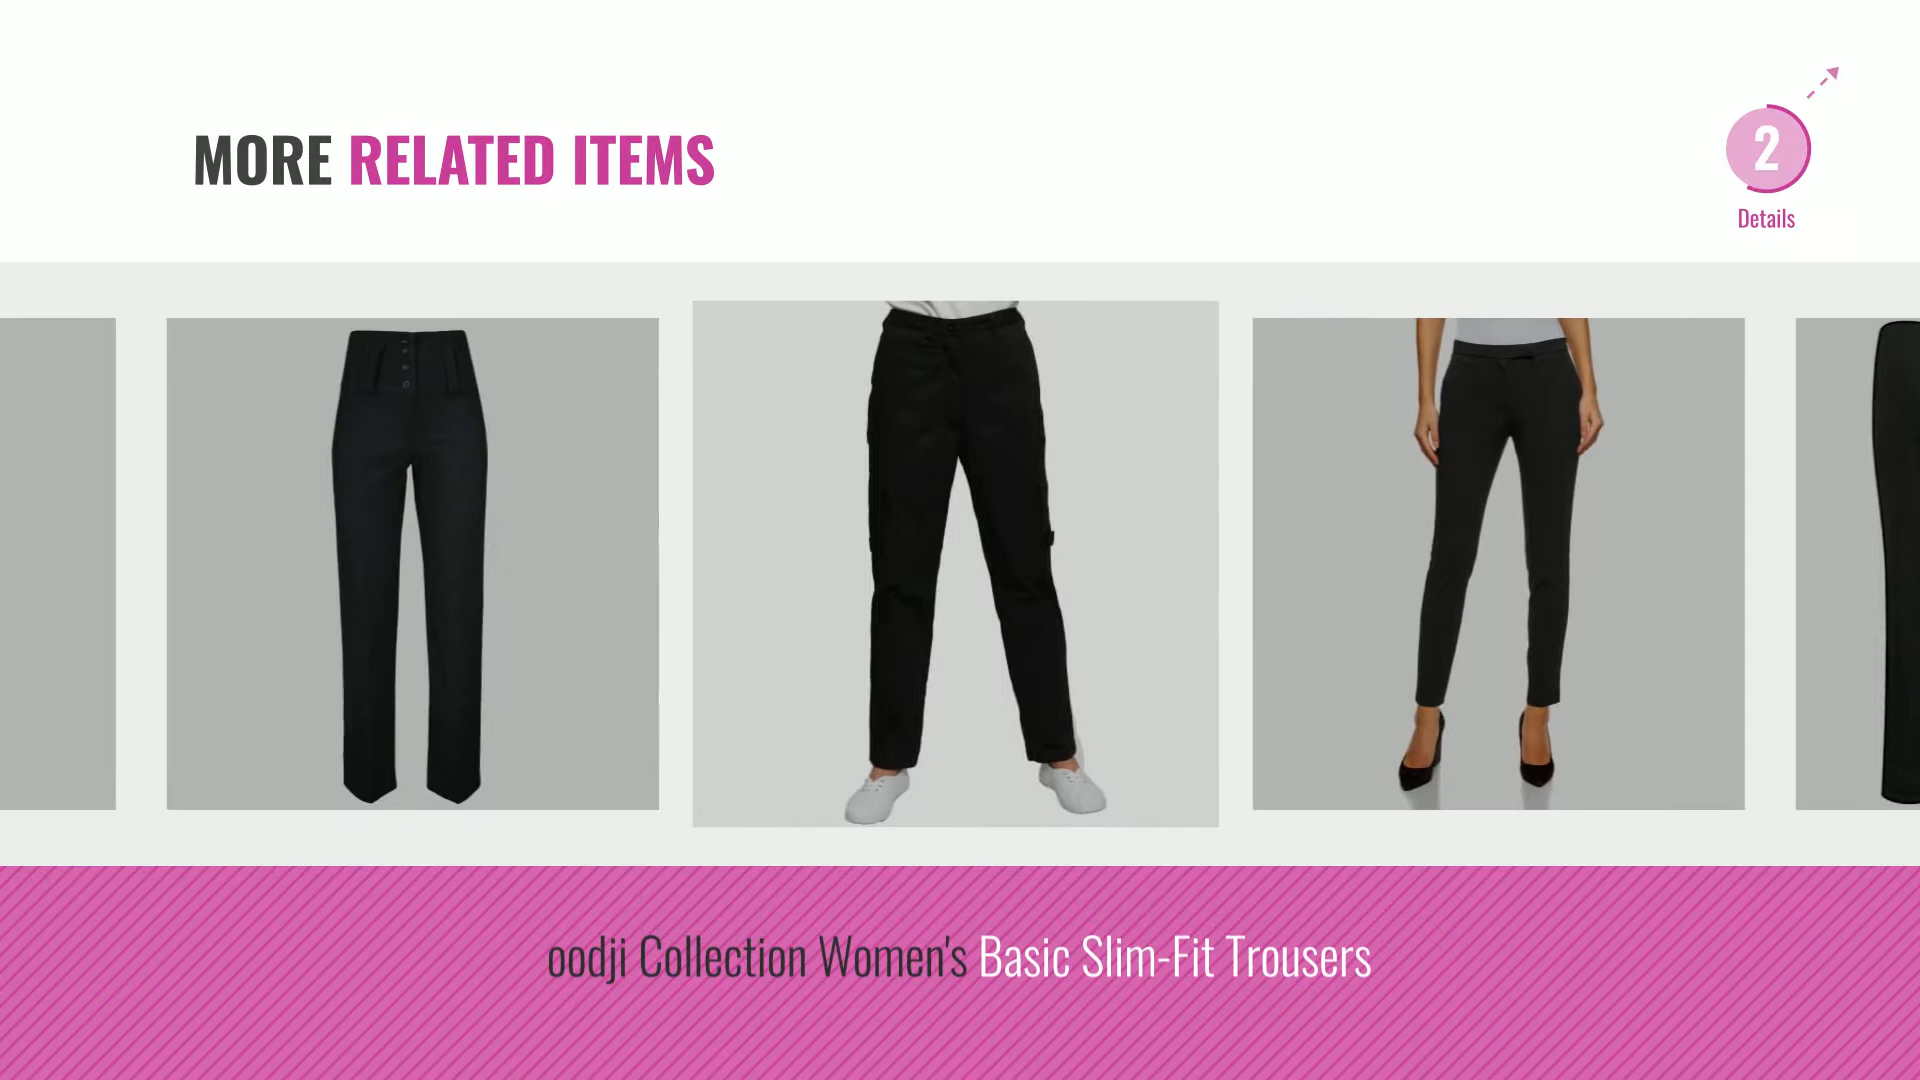 MORE RELATED ITEMS
2
Details
oodji Collection Women's Basic Slim-Fit Trousers